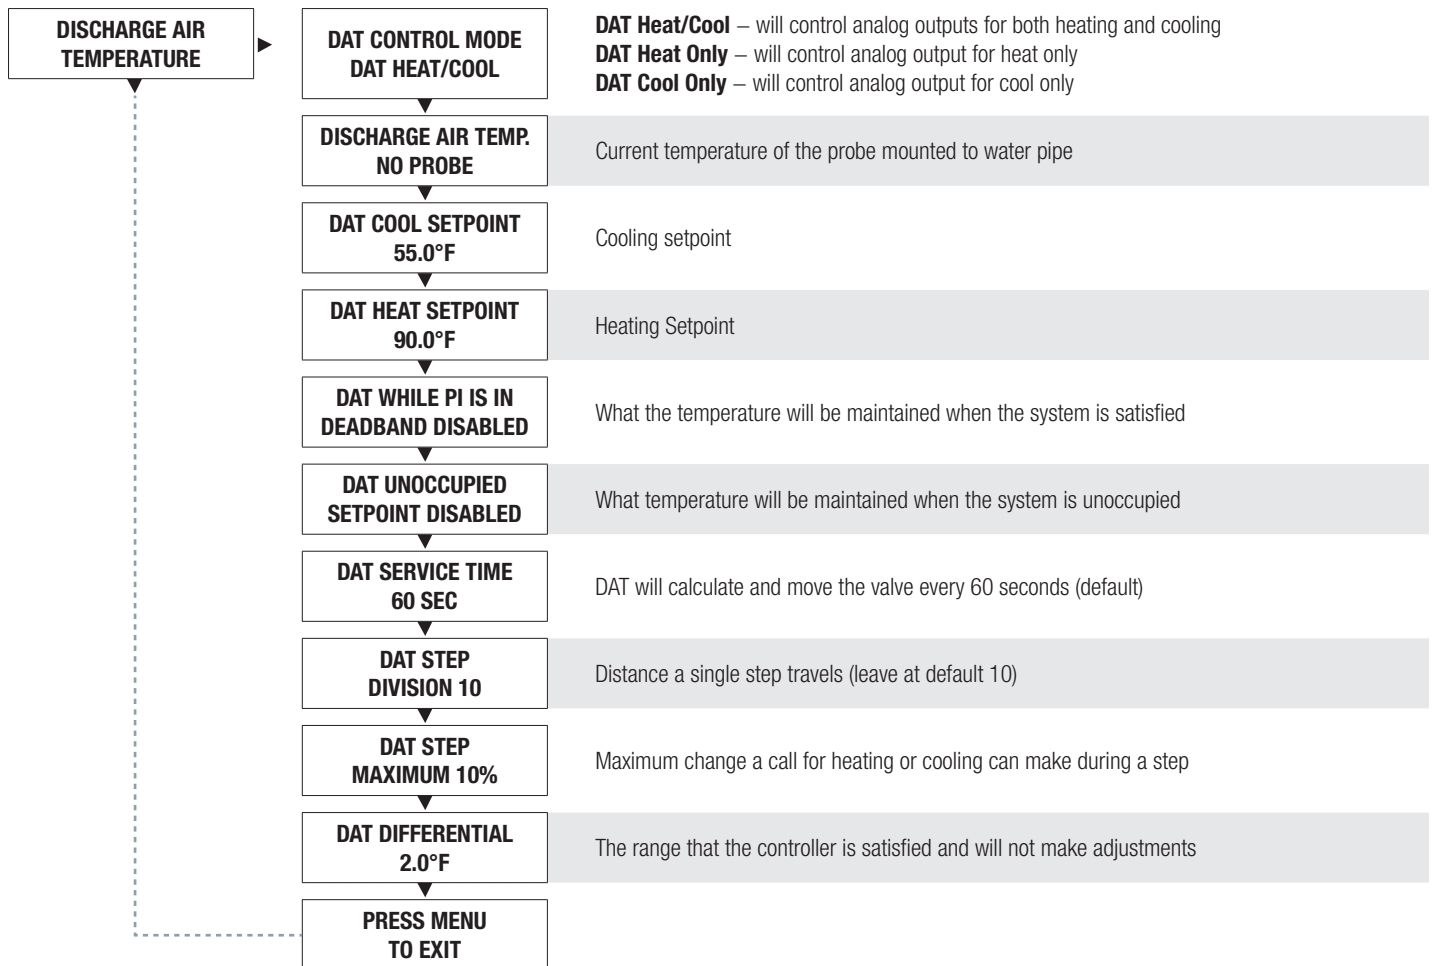 DISCHARGE AIR
TEMPERATURE
DAT CONTROL MODE
DAT HEAT/COOL
DAT Heat/Cool – will control analog outputs for both heating and cooling
DAT Heat Only – will control analog output for heat only
DAT Cool Only – will control analog output for cool only
DISCHARGE AIR TEMP.
NO PROBE
Current temperature of the probe mounted to water pipe
DAT COOL SETPOINT
55.0°F
Cooling setpoint
DAT HEAT SETPOINT
90.0°F
Heating Setpoint
DAT WHILE PI IS IN
DEADBAND DISABLED
What the temperature will be maintained when the system is satisfied
DAT UNOCCUPIED
SETPOINT DISABLED
What temperature will be maintained when the system is unoccupied
DAT SERVICE TIME
60 SEC
DAT will calculate and move the valve every 60 seconds (default)
DAT STEP
DIVISION 10
Distance a single step travels (leave at default 10)
DAT STEP
MAXIMUM 10%
Maximum change a call for heating or cooling can make during a step
DAT DIFFERENTIAL
2.0°F
The range that the controller is satisfied and will not make adjustments
PRESS MENU
TO EXIT